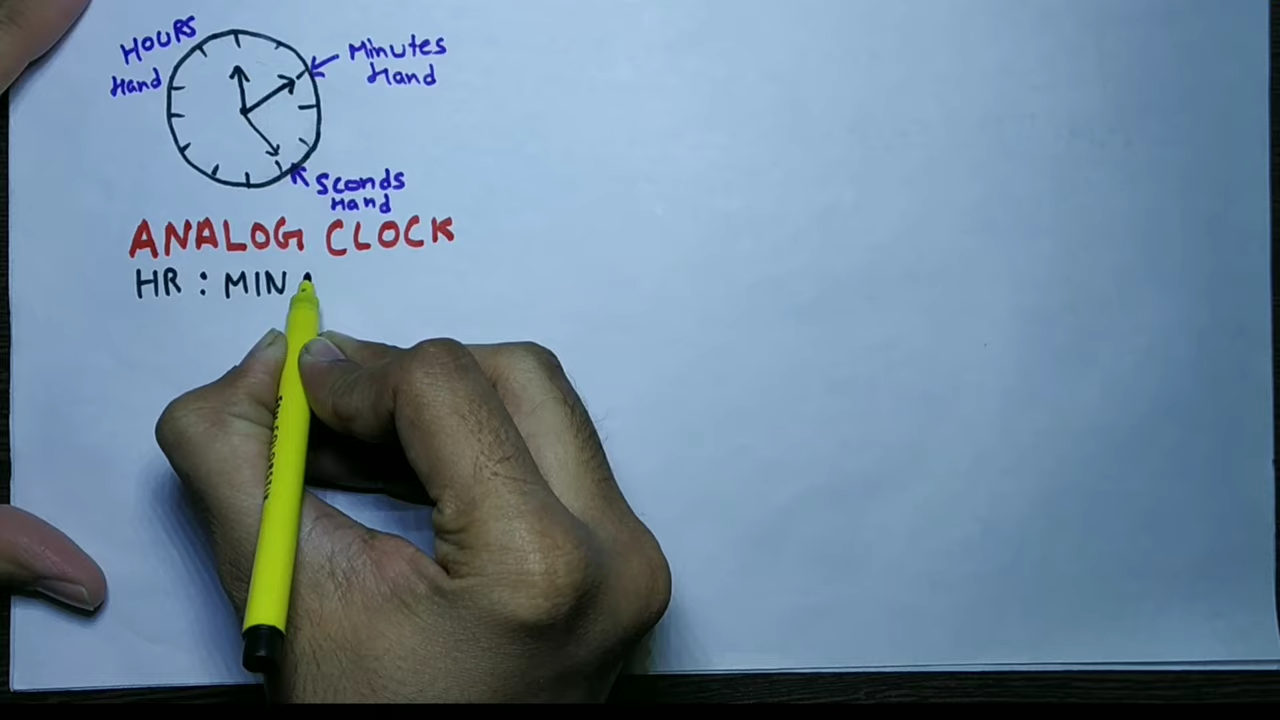 HOURS
Hand
Minutes
Hand
Sconds
Hand
ANALOG CLOCK
HR : MIN